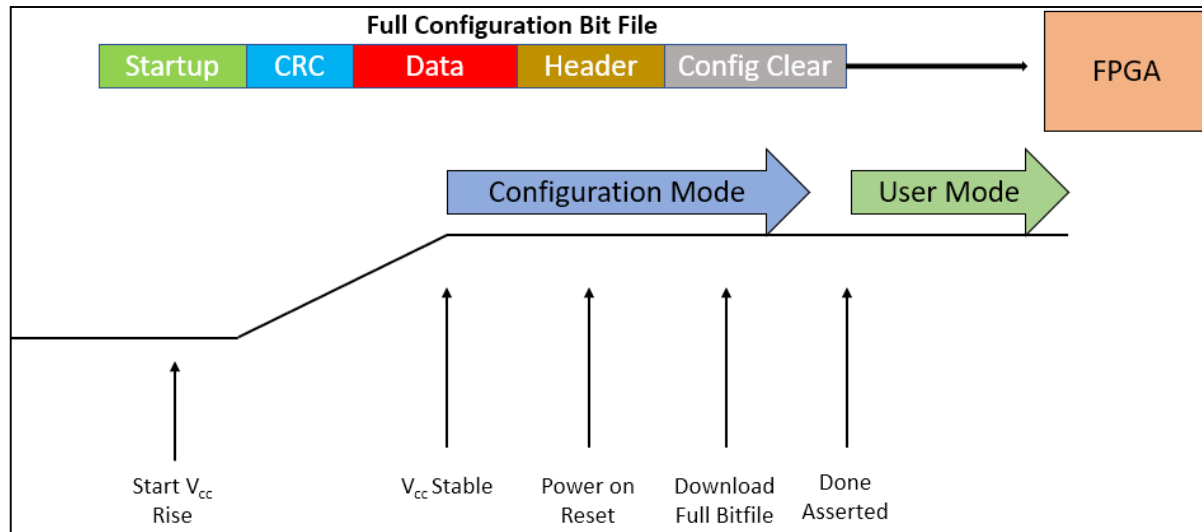 Full Configuration Bit File
Startup CRC Data Header Config Clear
FPGA
Configuration Mode
User Mode
Start Vcc
Rise
Vcc Stable
Power on
Reset
Download
Full Bitfile
Done
Asserted